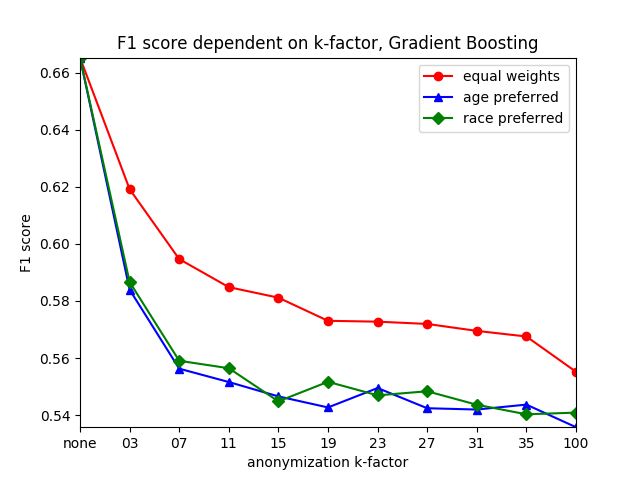 F1 score dependent on k-factor, Gradient Boosting
equal weights
age preferred
race preferred
F1 score
0.66
0.64
0.62
0.60
0.58
0.56
0.54
none 03 07 11 15 19 23 27 31 35 100
anonymization k-factor